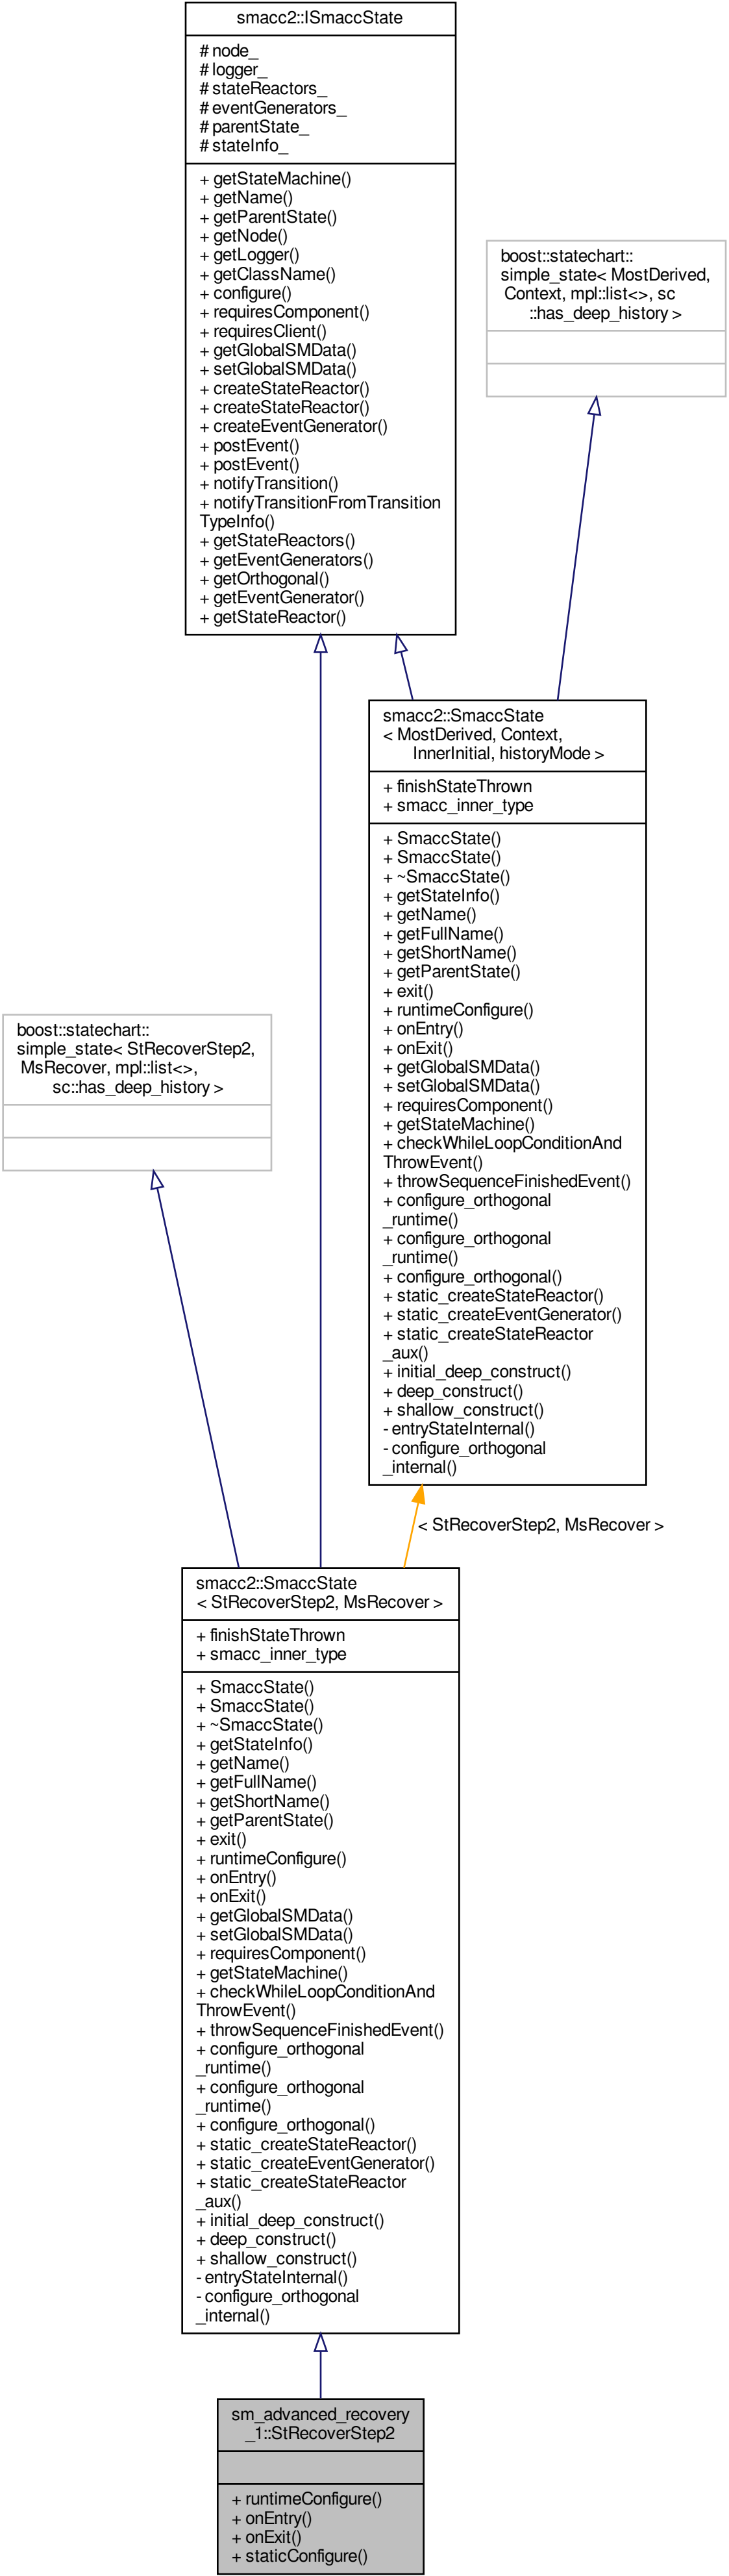 smacc2::ISmaccState
# node_
# logger_
# stateReactors_
# eventGenerators_
# parentState_
# stateInfo_
+ getStateMachine()
+ getName()
+ getParentState()
+ getNode()
+ getLogger()
+ getClassName()
+ configure()
+ requiresComponent()
+ requiresClient()
+ getGlobalSMData()
+ setGlobalSMData()
+ createStateReactor()
+ createStateReactor()
+ createEventGenerator()
+ postEvent()
+ postEvent()
+ notifyTransition()
+ notifyTransitionFromTransition
TypeInfo()
+ getStateReactors()
+ getEventGenerators()
+ getOrthogonal()
+ getEventGenerator()
+ getStateReactor()
boost::statechart::
simple_state< MostDerived,
Context, mpl::list<>, sc
::has_deep_history >
smacc2::SmaccState
< MostDerived, Context,
InnerInitial, historyMode >
+ finishStateThrown
+ smacc_inner_type
+ SmaccState()
+ SmaccState()
+ ~SmaccState()
+ getStateInfo()
+ getName()
+ getFullName()
+ getShortName()
+ getParentState()
+ exit()
+ runtimeConfigure()
+ onEntry()
+ onExit()
+ getGlobalSMData()
+ setGlobalSMData()
+ requiresComponent()
+ getStateMachine()
+ checkWhileLoopConditionAnd
ThrowEvent()
+ throwSequenceFinishedEvent()
+ configure_orthogonal
_runtime()
+ configure_orthogonal
_runtime()
+ configure_orthogonal()
+ static_createStateReactor()
+ static_createEventGenerator()
+ static_createStateReactor
_aux()
+ initial_deep_construct()
+ deep_construct()
+ shallow_construct()
- entryStateInternal()
- configure_orthogonal
_internal()
boost::statechart::
simple_state< StRecoverStep2,
MsRecover, mpl::list<>,
sc::has_deep_history >
< StRecoverStep2, MsRecover >
smacc2::SmaccState
< StRecoverStep2, MsRecover >
+ finishStateThrown
+ smacc_inner_type
+ SmaccState()
+ SmaccState()
+ ~SmaccState()
+ getStateInfo()
+ getName()
+ getFullName()
+ getShortName()
+ getParentState()
+ exit()
+ runtimeConfigure()
+ onEntry()
+ onExit()
+ getGlobalSMData()
+ setGlobalSMData()
+ requiresComponent()
+ getStateMachine()
+ checkWhileLoopConditionAnd
ThrowEvent()
+ throwSequenceFinishedEvent()
+ configure_orthogonal
_runtime()
+ configure_orthogonal
_runtime()
+ configure_orthogonal()
+ static_createStateReactor()
+ static_createEventGenerator()
+ static_createStateReactor
_aux()
+ initial_deep_construct()
+ deep_construct()
+ shallow_construct()
- entryStateInternal()
- configure_orthogonal
_internal()
sm_advanced_recovery
_1::StRecoverStep2
+ runtimeConfigure()
+ onEntry()
+ onExit()
+ staticConfigure()